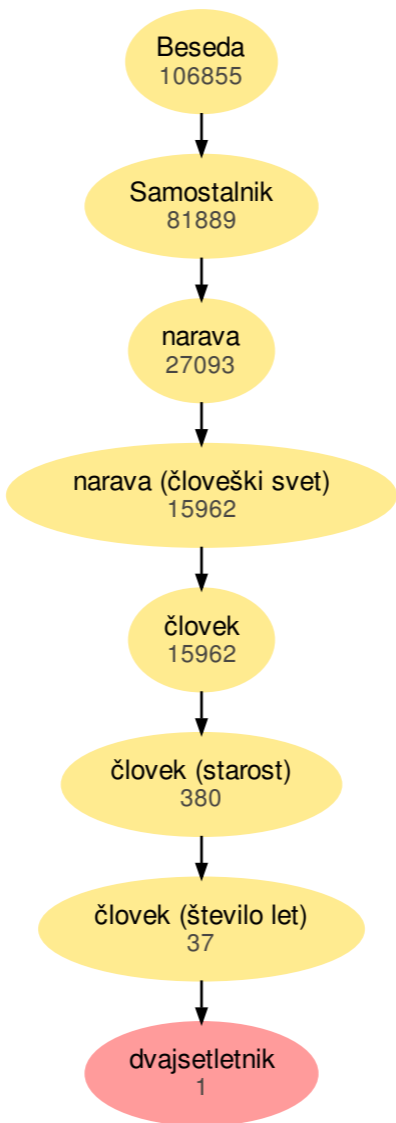 Beseda
106855
Samostalnik
81889
narava
27093
narava (človeški svet)
15962
človek
15962
človek (starost)
380
človek (število let)
37
dvajsetletnik
1